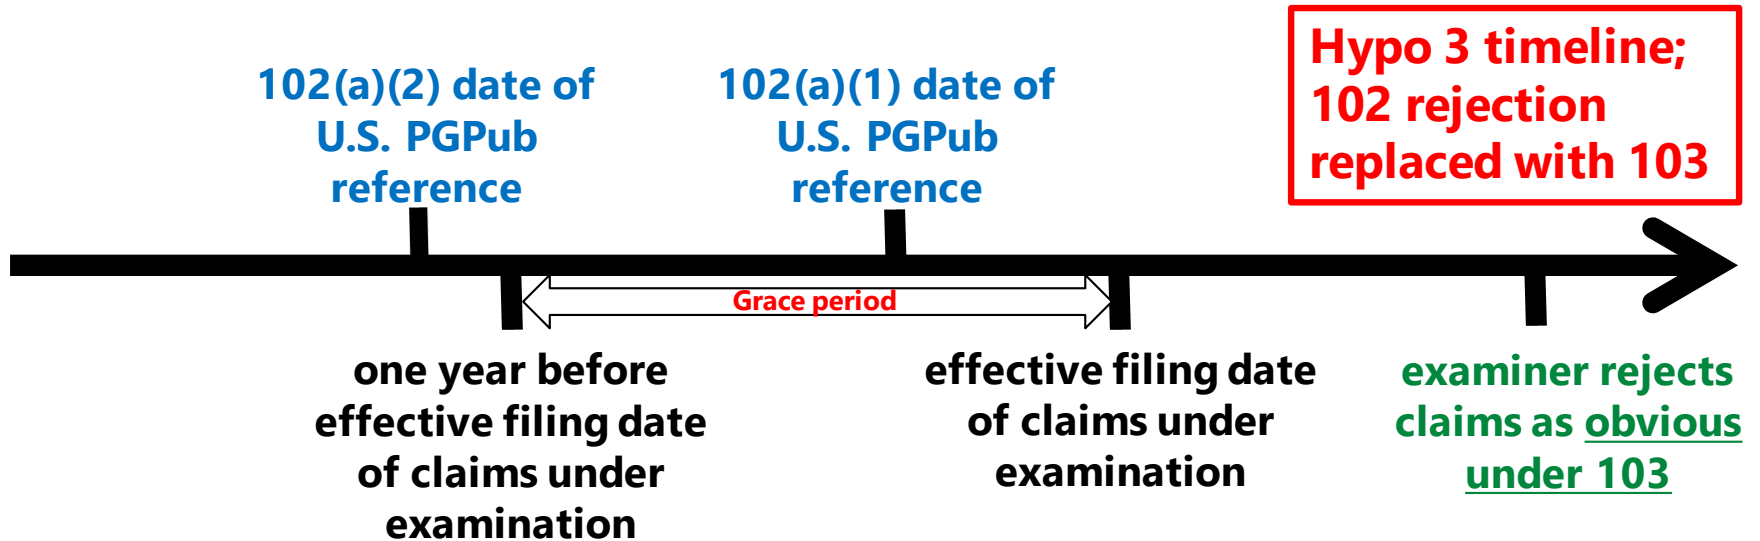 102(a)(2) date of
U.S. PGPub
reference
102(a)(1) date of
U.S. PGPub
reference
Hypo 3 timeline;
102 rejection
replaced with 103
Grace period
one year before
effective filing date
of claims under
examination
effective filing date
of claims under
examination
examiner rejects
claims as obvious
under 103